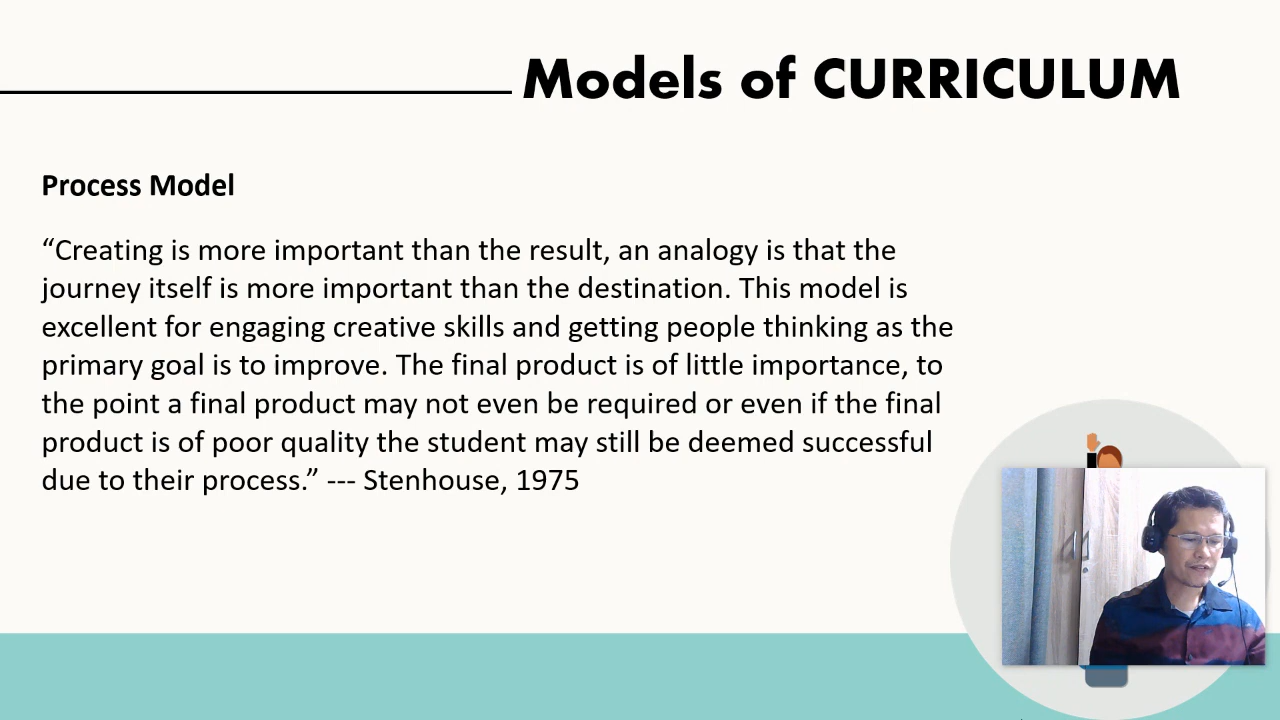 Models of CURRICULUM
Process Model
“Creating is more important than the result, an analogy is that the
journey itself is more important than the destination. This model is
excellent for engaging creative skills and getting people thinking as the
primary goal is to improve. The final product is of little importance, to
the point a final product may not even be required or even if the final
product is of poor quality the student may still be deemed successful
due to their process.” --- Stenhouse, 1975